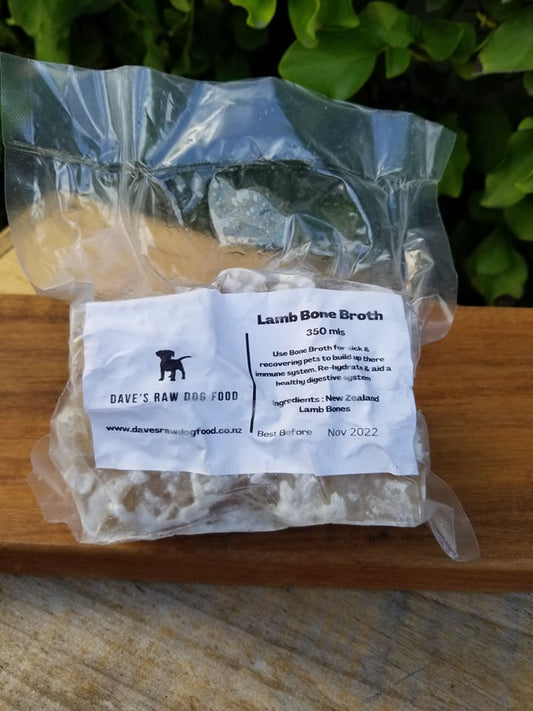 Lamb Bone Broth
350 mls
Use Bone Broth for sick &
recovering pets to build up there
immune system. Re-hydrate & aid a
healthy digestive system
Ingredients : New Zealand
Lamb Bones
Best Before Nov 2022
DAVE'S RAW DOG FOOD
www.davesrawdogfood.co.nz